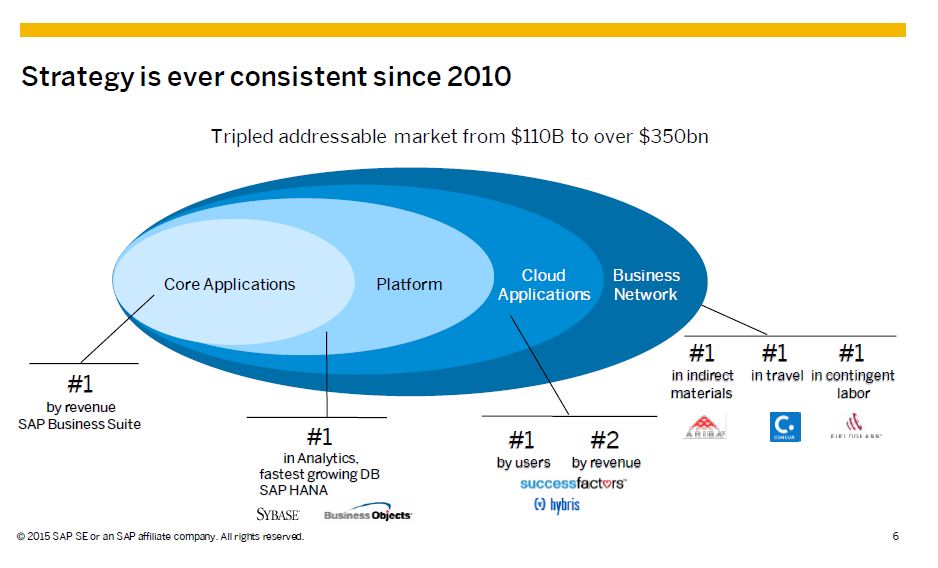 Strategy is ever consistent since 2010
Tripled addressable market from $110B to over $350bn
Core Applications
Platform
Cloud
Applications
Business
Network
#1
by revenue
SAP Business Suite
#1
in Analytics,
fastest growing DB
SAP HANA
SYBASE
Business Objects
#1
by users
#2
by revenue
successfactors™
(v) hybris
#1
in indirect
materials
ARIBA
#1
in travel
C.
CONCUR
#1
in contingent
labor
FIELDGLASS
© 2015 SAP SE or an SAP affiliate company. All rights reserved.
6